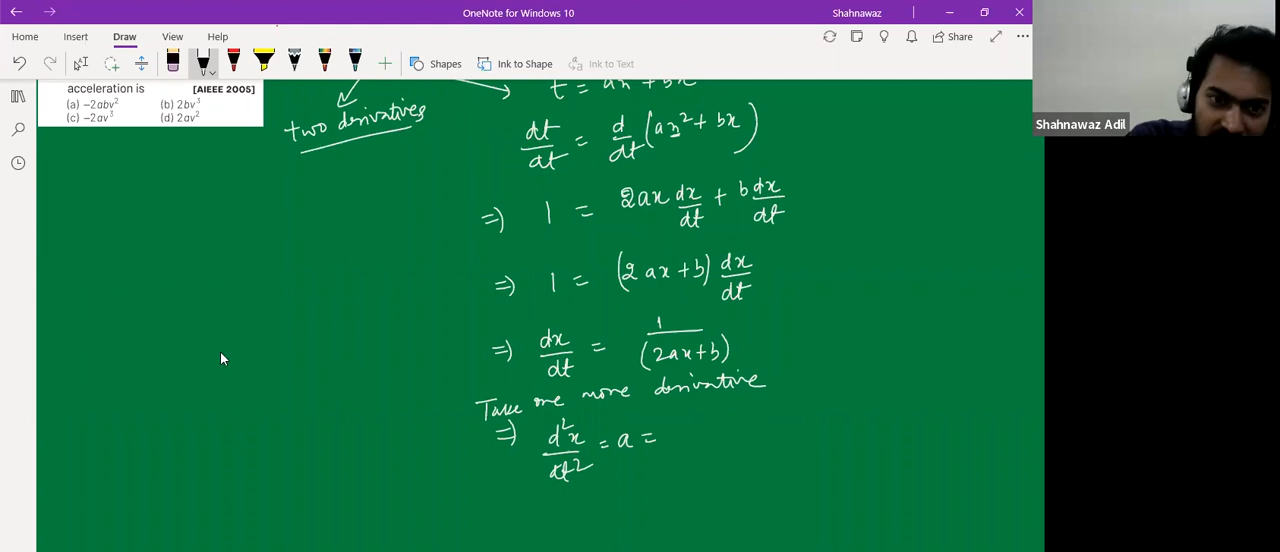 OneNote for Windows 10
Shahnawaz
Home Insert Draw View Help
Share
Shapes Ink to Shape Ink to Text
acceleration is [AIEEE 2005]
(a) −2abv² (b) 2bv³
(c) −2av³ (d) 2av²
two derivatives
t = ax² + bx
dt/dt = d/dt (ax² + bx)
⇒ 1 = 2ax dx/dt + b dx/dt
⇒ 1 = (2ax + b) dx/dt
⇒ dx/dt = 1/(2ax + b)
Take one more derivative
⇒ d²x/dt² = a =
Shahnawaz Adil